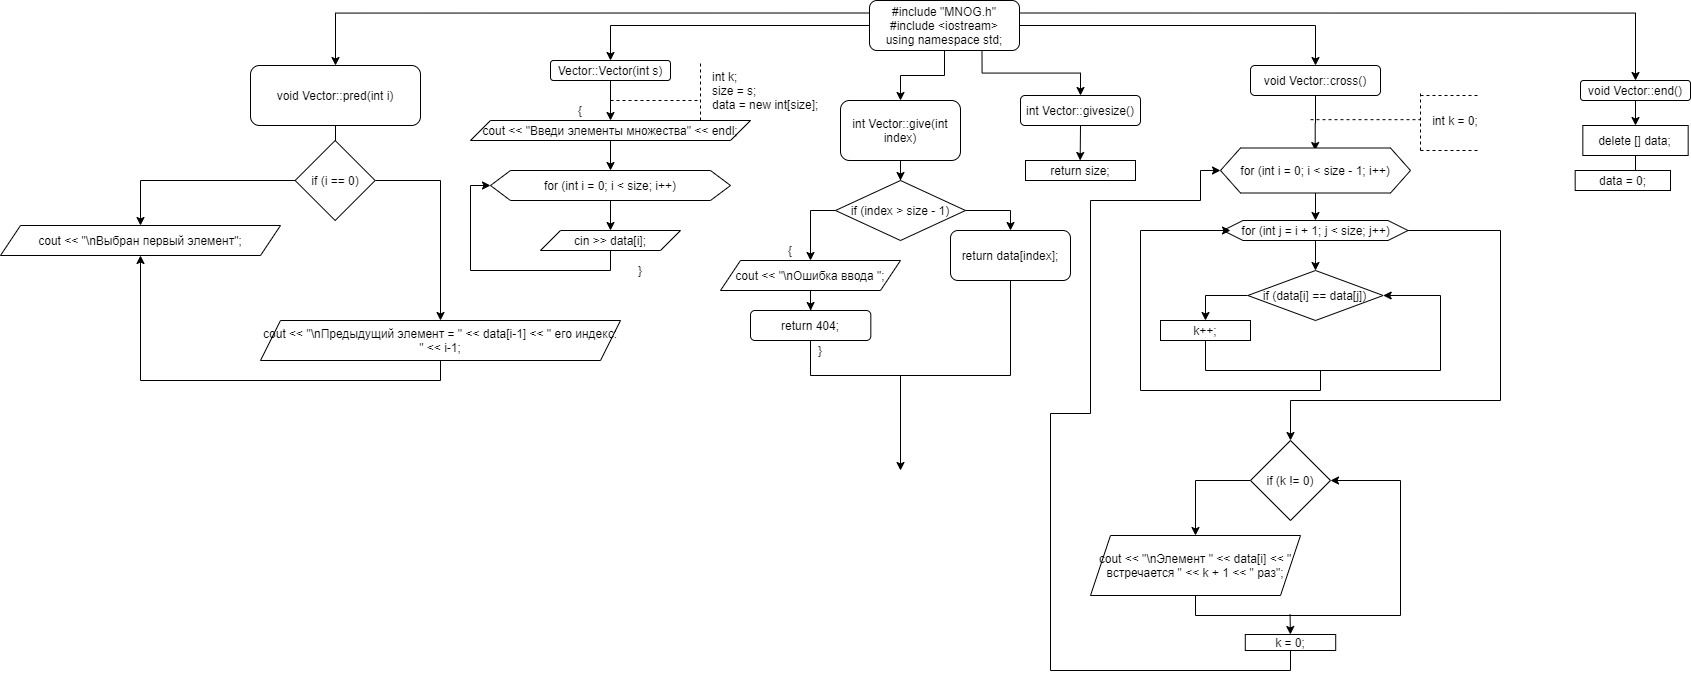 #include "MNOG.h"
#include <iostream>
using namespace std;
void Vector::pred(int i)
if (i == 0)
cout << "\nВыбран первый элемент";
cout << "\nПредыдущий элемент = " << data[i-1] << " его индекс:
" << i-1;
Vector::Vector(int s)
int k;
size = s;
data = new int[size];
{
cout << "Введи элементы множества" << endl;
for (int i = 0; i < size; i++)
cin >> data[i];
}
int Vector::give(int
index)
if (index > size - 1)
{
cout << "\nОшибка ввода ";
return 404;
}
return data[index];
int Vector::givesize()
return size;
void Vector::cross()
int k = 0;
for (int i = 0; i < size - 1; i++)
for (int j = i + 1; j < size; j++)
if (data[i] == data[j])
k++;
if (k != 0)
cout << "\nЭлемент " << data[i] << "
встречается " << k + 1 << " раз";
k = 0;
void Vector::end()
delete [] data;
data = 0;